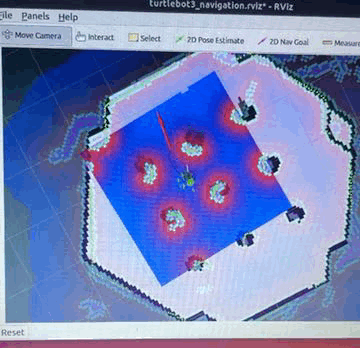 turtlebot3_navigation.rviz* - RViz
File Panels Help
Move Camera Interact Select 2D Pose Estimate 2D Nav Goal Measure
Reset